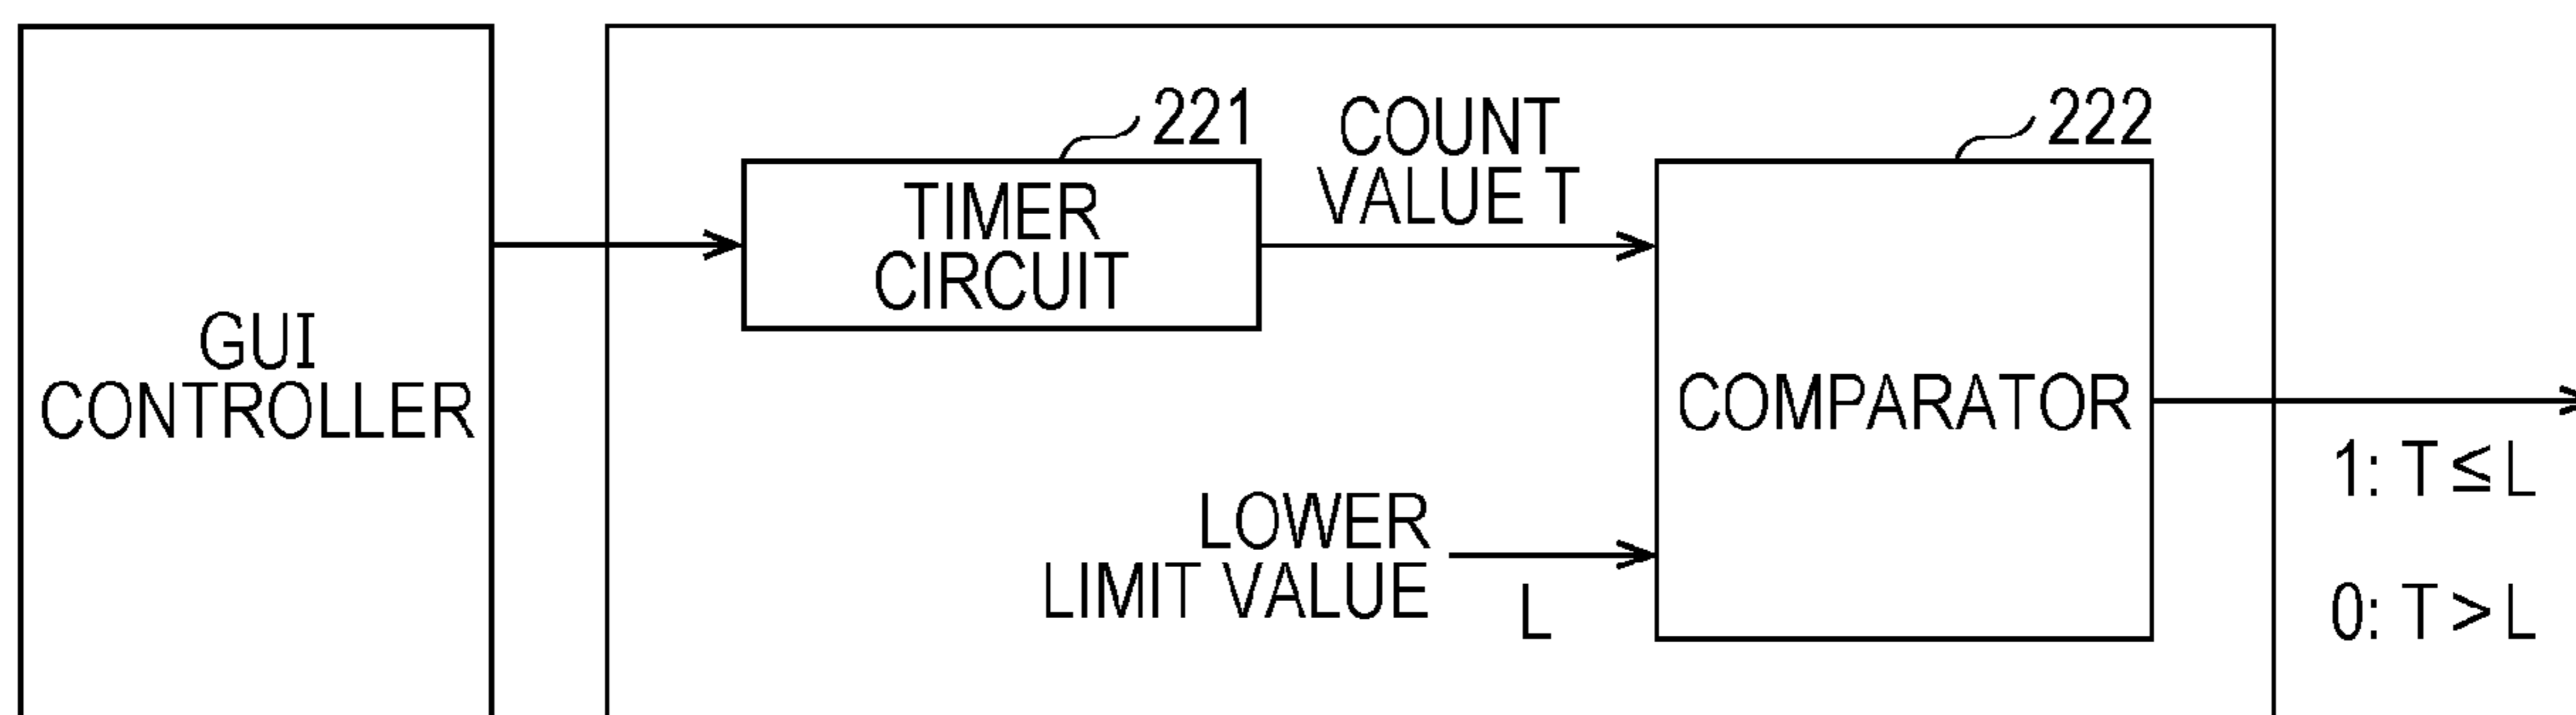 GUI
CONTROLLER
221
TIMER
CIRCUIT
COUNT
VALUE T
222
COMPARATOR
LOWER
LIMIT VALUE
L
1: T ≤ L
0: T > L